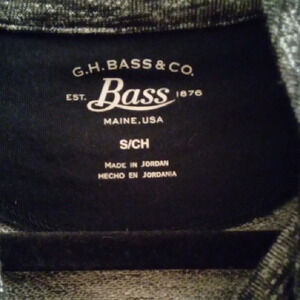 G.H. BASS & CO.
EST. Bass 1876
MAINE, USA
S/CH
MADE IN JORDAN
HECHO EN JORDANIA